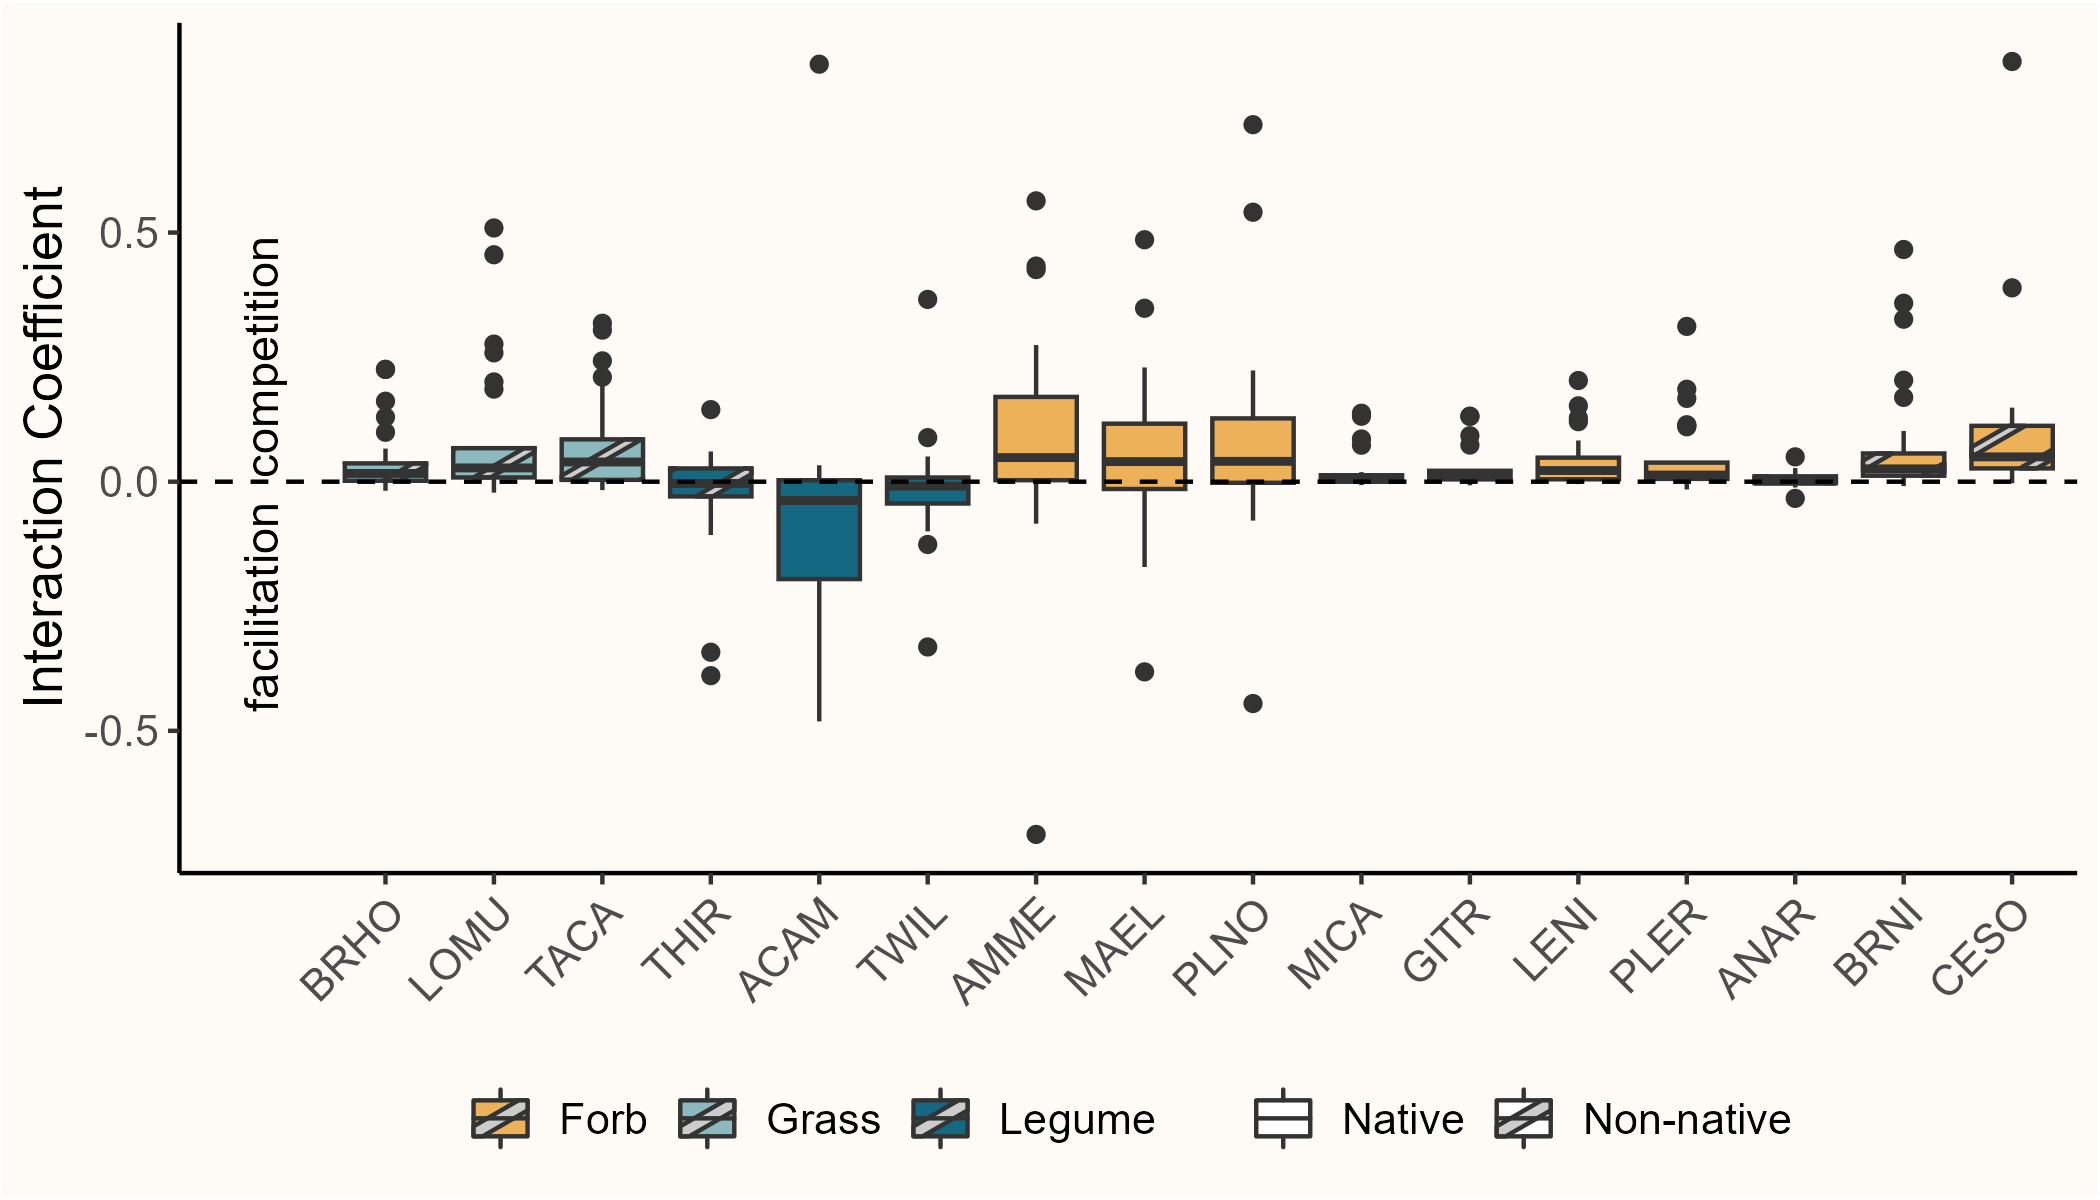 Interaction Coefficient
0.5
0.0
-0.5
competition
facilitation
BRHO
LOMU
TACA
THIR
ACAM
TWIL
AMME
MAEL
PLNO
MICA
GITR
LENI
PLER
ANAR
BRNI
CESO
Forb Grass Legume Native Non-native